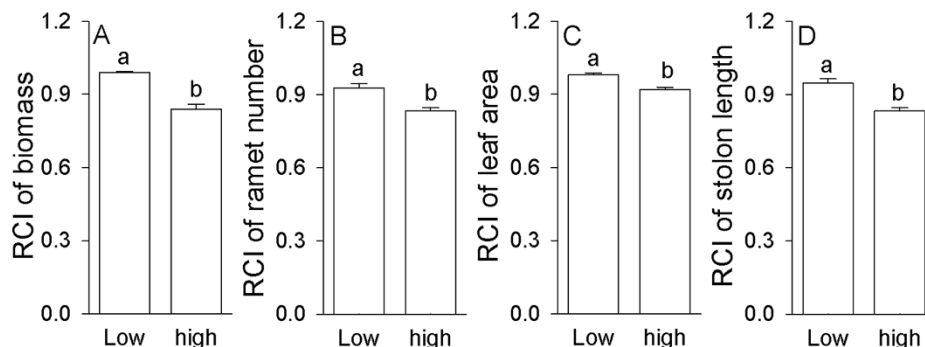 A
RCI of biomass
1.2
0.9
0.6
0.3
0.0
a
b
Low high
B
RCI of ramet number
1.2
0.9
0.6
0.3
0.0
a
b
Low high
C
RCI of leaf area
1.2
0.9
0.6
0.3
0.0
a
b
Low high
D
RCI of stolon length
1.2
0.9
0.6
0.3
0.0
a
b
Low high